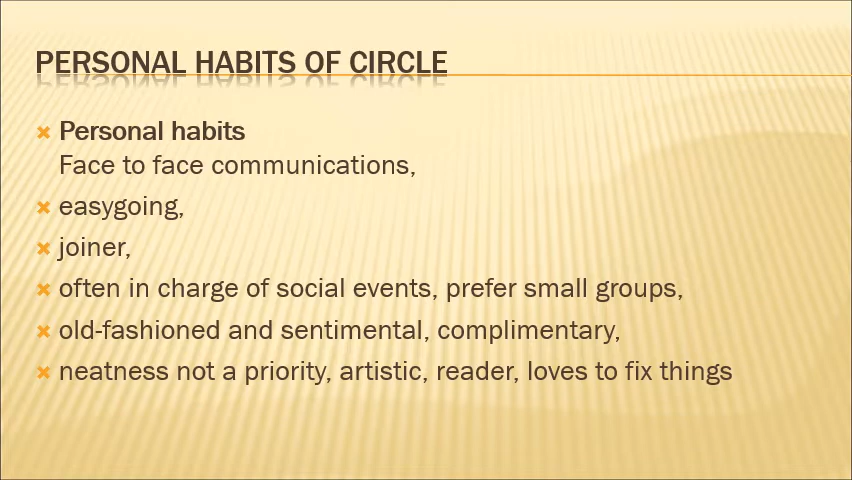 PERSONAL HABITS OF CIRCLE
Personal habits
Face to face communications,
easygoing,
joiner,
often in charge of social events, prefer small groups,
old-fashioned and sentimental, complimentary,
neatness not a priority, artistic, reader, loves to fix things